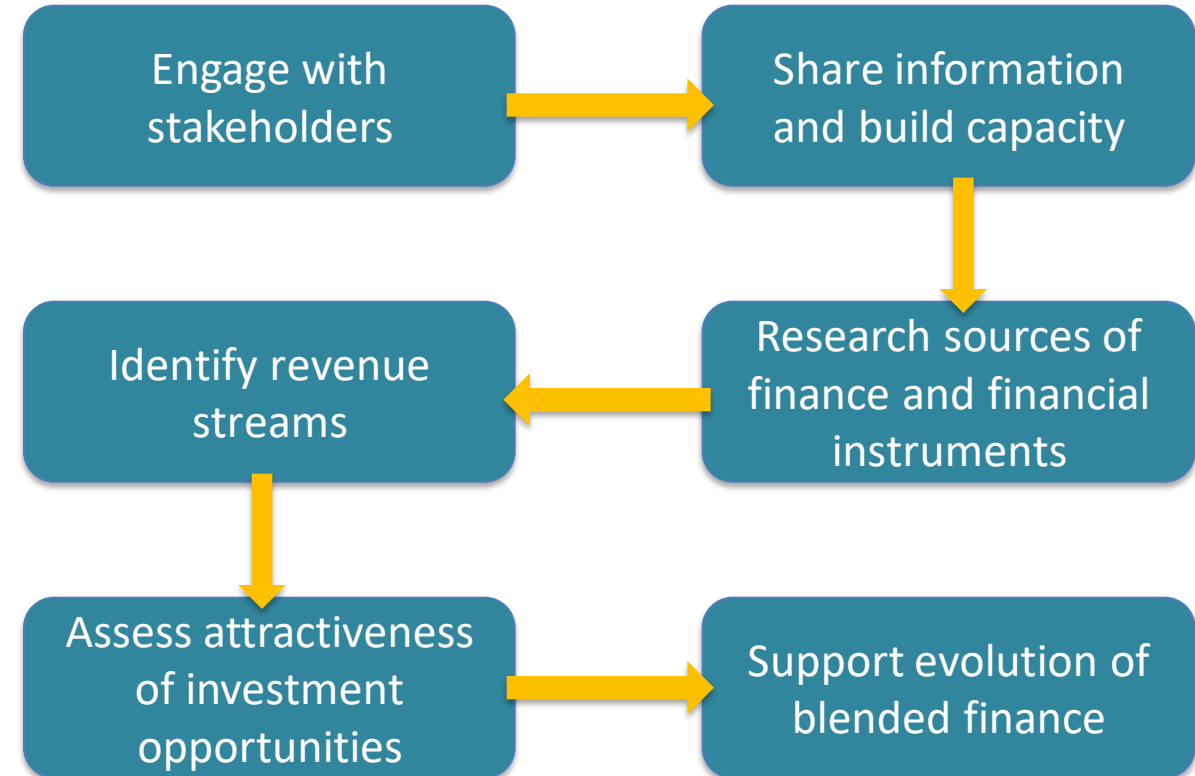 Engage with
stakeholders
Share information
and build capacity
Research sources of
finance and financial
instruments
Identify revenue
streams
Assess attractiveness
of investment
opportunities
Support evolution of
blended finance